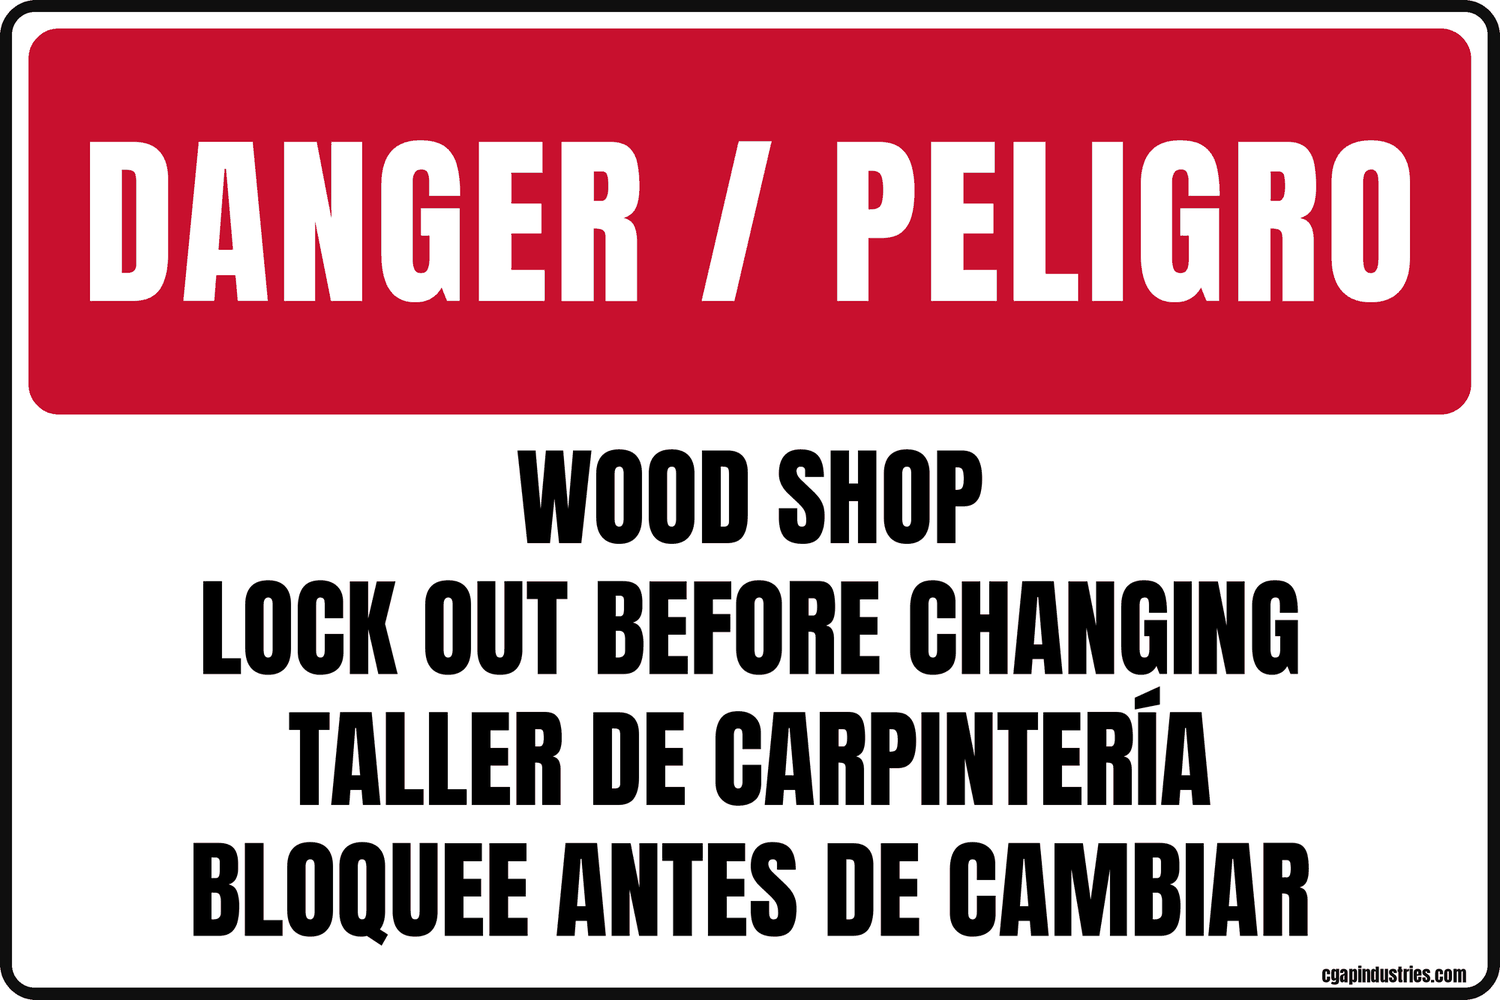 DANGER / PELIGRO
WOOD SHOP
LOCK OUT BEFORE CHANGING
TALLER DE CARPINTERÍA
BLOQUEE ANTES DE CAMBIAR
cgapindustries.com